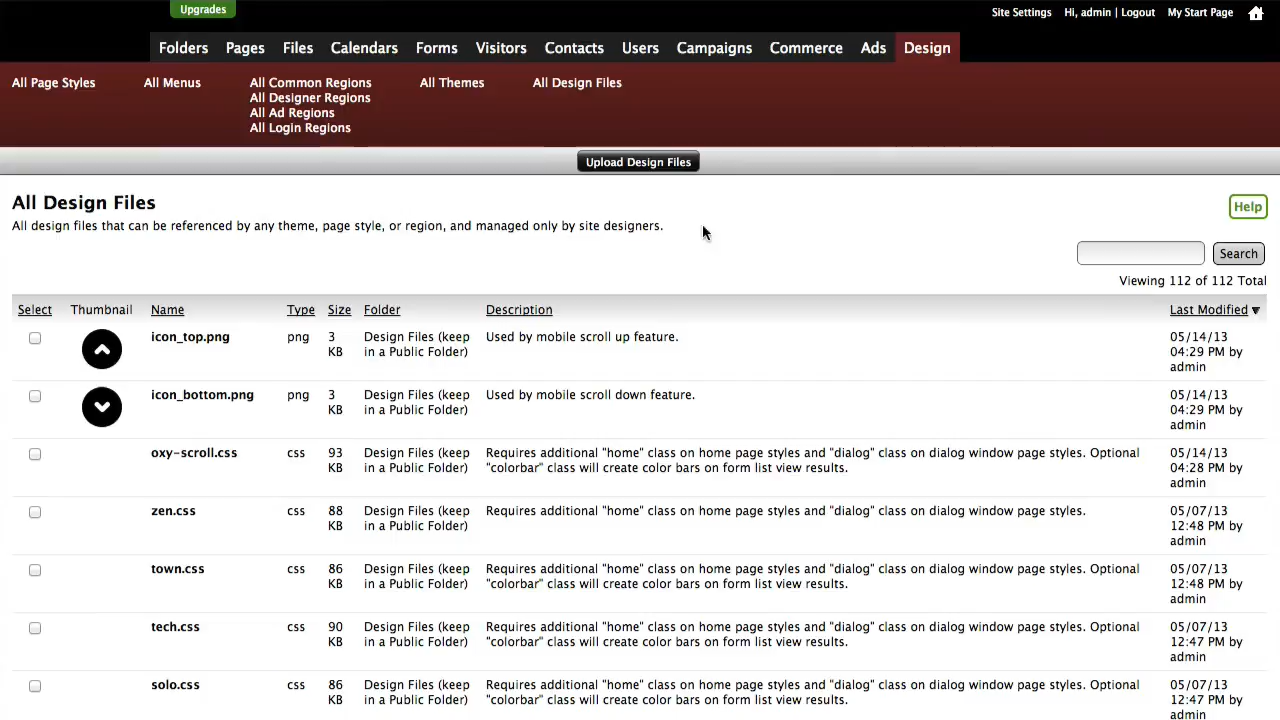 Upgrades
Site Settings Hi, admin | Logout My Start Page
Folders Pages Files Calendars Forms Visitors Contacts Users Campaigns Commerce Ads Design
All Page Styles All Menus All Common Regions All Themes All Design Files
All Designer Regions
All Ad Regions
All Login Regions
Upload Design Files
All Design Files
Help
All design files that can be referenced by any theme, page style, or region, and managed only by site designers.
Search
Viewing 112 of 112 Total
Select Thumbnail Name Type Size Folder Description Last Modified ▼
icon_top.png png 3 Design Files (keep Used by mobile scroll up feature. 05/14/13
KB in a Public Folder) 04:29 PM by
admin
icon_bottom.png png 3 Design Files (keep Used by mobile scroll down feature. 05/14/13
KB in a Public Folder) 04:29 PM by
admin
oxy-scroll.css css 93 Design Files (keep Requires additional "home" class on home page styles and "dialog" class on dialog window page styles. Optional 05/14/13
KB in a Public Folder) "colorbar" class will create color bars on form list view results. 04:28 PM by
admin
zen.css css 88 Design Files (keep Requires additional "home" class on home page styles and "dialog" class on dialog window page styles. 05/07/13
KB in a Public Folder) 12:48 PM by
admin
town.css css 86 Design Files (keep Requires additional "home" class on home page styles and "dialog" class on dialog window page styles. Optional 05/07/13
KB in a Public Folder) "colorbar" class will create color bars on form list view results. 12:48 PM by
admin
tech.css css 90 Design Files (keep Requires additional "home" class on home page styles and "dialog" class on dialog window page styles. Optional 05/07/13
KB in a Public Folder) "colorbar" class will create color bars on form list view results. 12:47 PM by
admin
solo.css css 86 Design Files (keep Requires additional "home" class on home page styles and "dialog" class on dialog window page styles. Optional 05/07/13
KB in a Public Folder) "colorbar" class will create color bars on form list view results. 12:47 PM by
admin